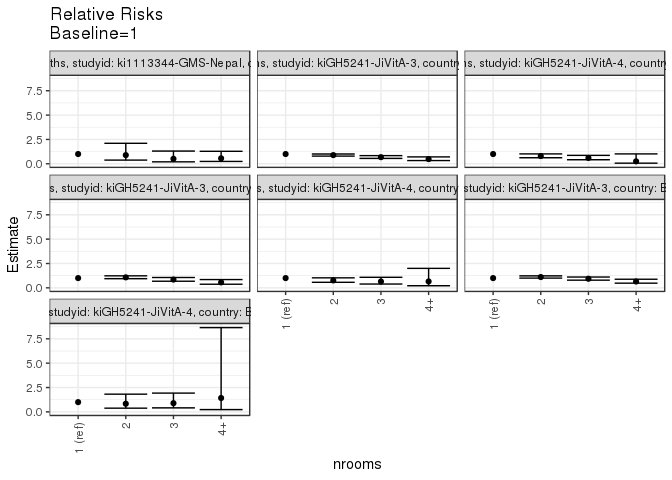 Relative Risks
Baseline=1
ths, studyid: ki1113344-GMS-Nepal, c
ns, studyid: kiGH5241-JiVitA-3, country
ns, studyid: kiGH5241-JiVitA-4, country
7.5
5.0
2.5
0.0
s, studyid: kiGH5241-JiVitA-3, country
s, studyid: kiGH5241-JiVitA-4, country
studyid: kiGH5241-JiVitA-3, country: B
7.5
5.0
2.5
0.0
Estimate
studyid: kiGH5241-JiVitA-4, country: B
7.5
5.0
2.5
0.0
1 (ref)
2
3
4+
1 (ref)
2
3
4+
1 (ref)
2
3
4+
nrooms